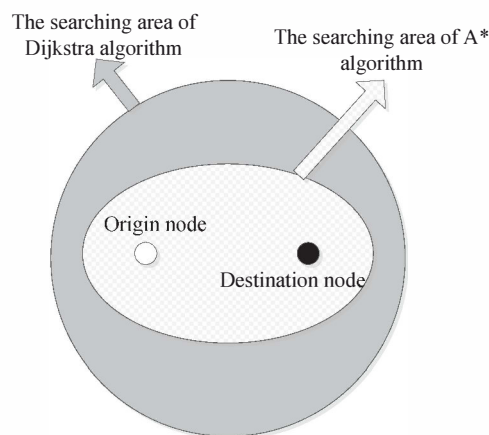 The searching area of
Dijkstra algorithm
The searching area of A*
algorithm
Origin node
Destination node